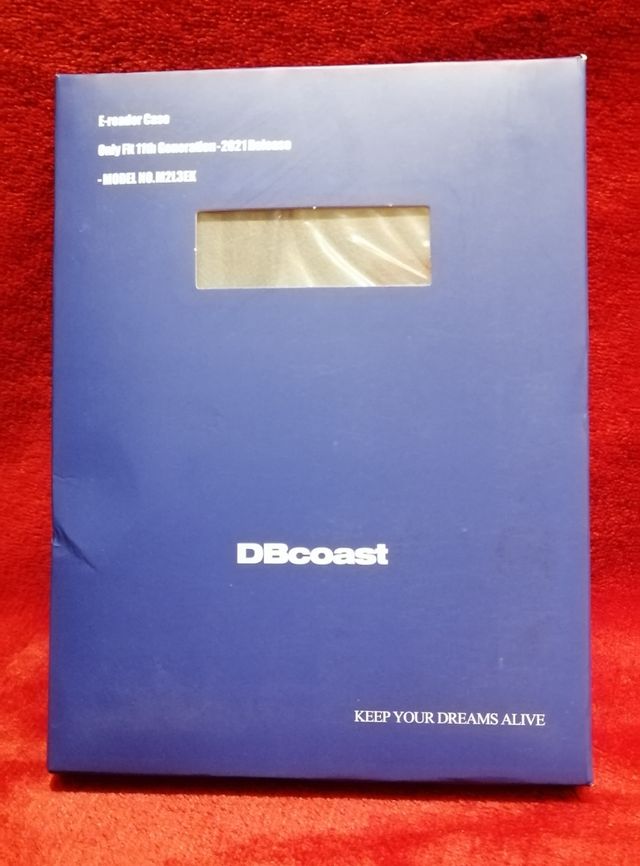 E-reader Case
Only Fit 11th Generation-2021 Release
-MODEL NO.M2L3EK
DBcoast
KEEP YOUR DREAMS ALIVE